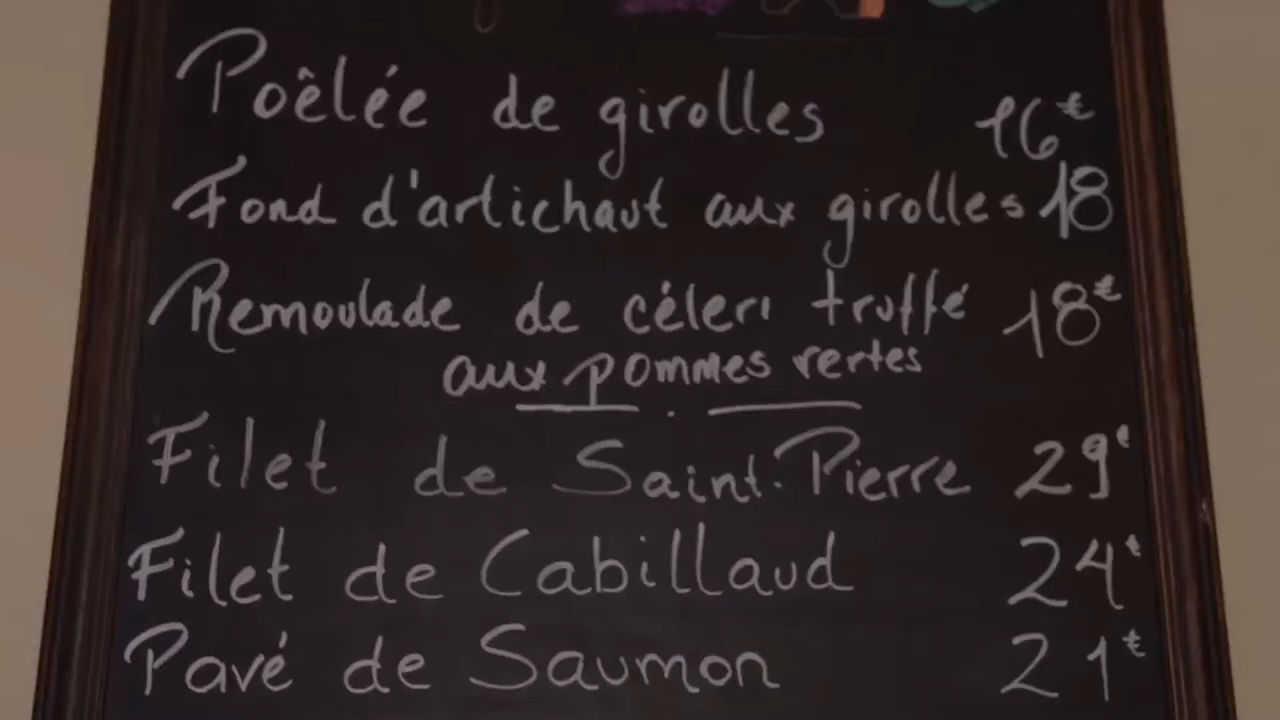 Poêlée de girolles 16€
Fond d'artichaut aux girolles 18
Remoulade de céleri truffé 18€
aux pommes vertes
Filet de Saint-Pierre 29€
Filet de Cabillaud 24€
Pavé de Saumon 21€